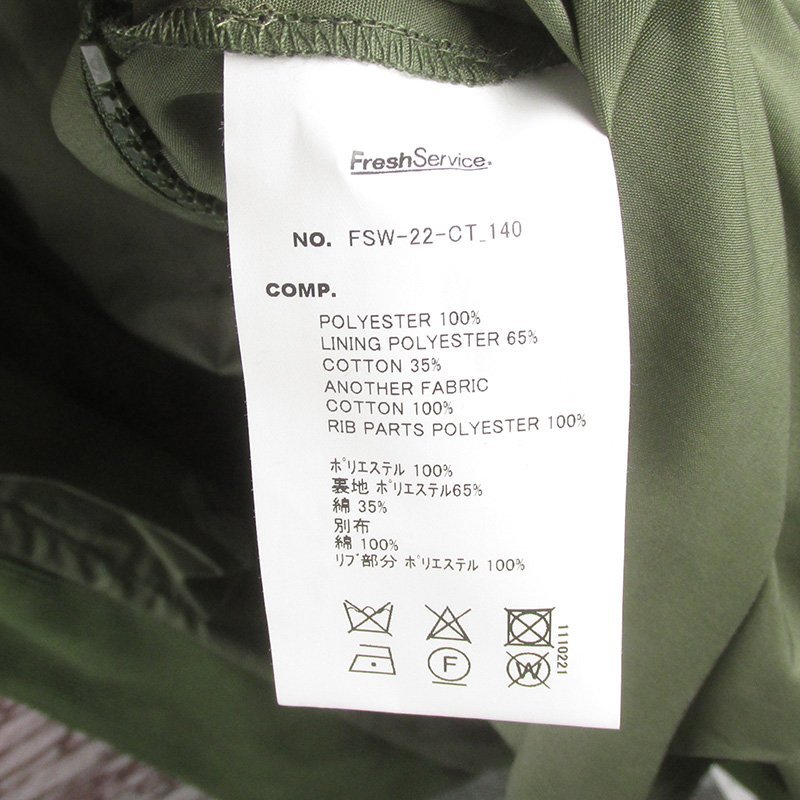 FreshService®
NO. FSW-22-CT_140
COMP.
POLYESTER 100%
LINING POLYESTER 65%
COTTON 35%
ANOTHER FABRIC
COTTON 100%
RIB PARTS POLYESTER 100%
ﾎﾟﾘｴｽﾃﾙ 100%
裏地 ﾎﾟﾘｴｽﾃﾙ65%
綿 35%
別布
綿 100%
ﾘﾌﾞ部分 ﾎﾟﾘｴｽﾃﾙ 100%
F
W
1110221